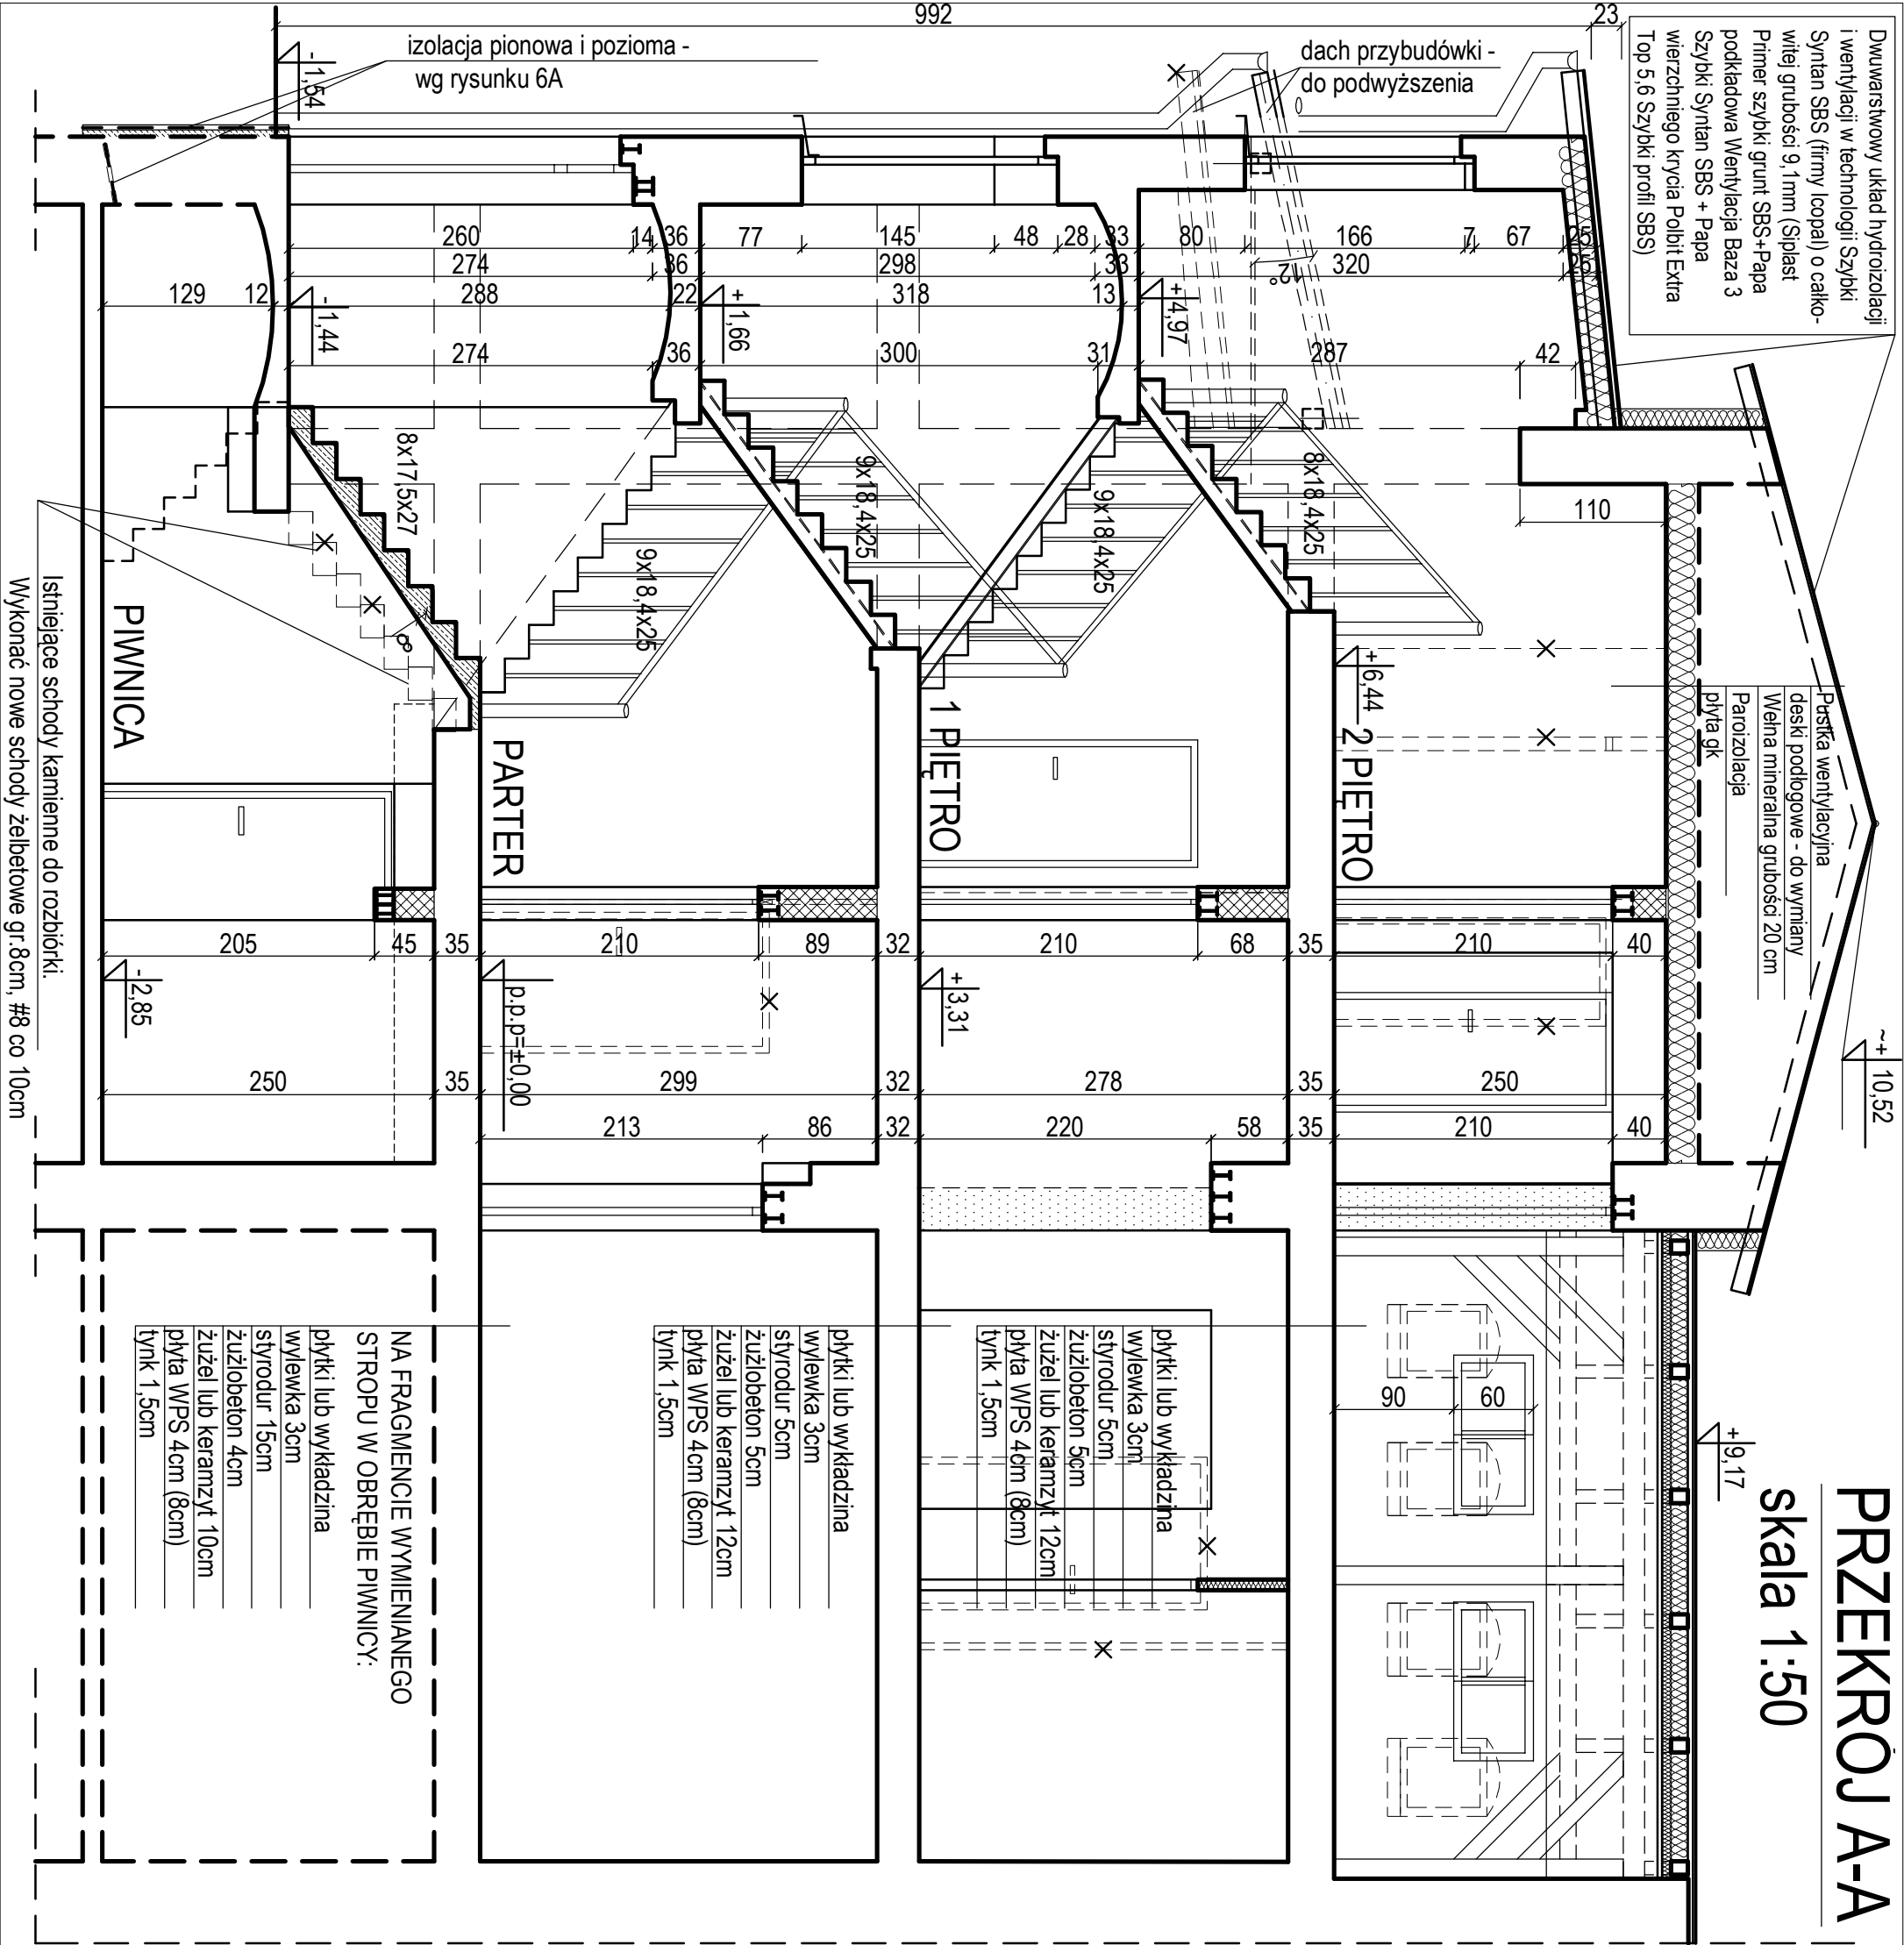 PRZEKRÓJ A-A
skala 1:50
Dwuwarstwowy układ hydroizolacji
i wentylacji w technologii Szybki
Syntan SBS (firmy Icopal) o całko-
witej grubości 9,1mm (Siplast
Primer szybki grunt SBS+Papa
podkładowa Wentylacja Baza 3
Szybki Syntan SBS + Papa
wierzchniego krycia Polbit Extra
Top 5,6 Szybki profil SBS)
~+ 10,52
+9,17
Pustka wentylacyjna
deski podłogowe - do wymiany
Wełna mineralna grubości 20 cm
Paroizolacja
płyta gk
23
992
dach przybudówki -
do podwyższenia
izolacja pionowa i pozioma -
wg rysunku 6A
-1,54
260
14
36
77
145
48
28
33
80
166
7
67
25
274
36
298
33
320
26
12°
129
12
288
22
318
13
-1,44
+1,66
+4,97
274
36
300
31
287
42
110
8x17,5x27
9x18,4x25
9x18,4x25
9x18,4x25
8x18,4x25
+6,44
2 PIĘTRO
1 PIĘTRO
PARTER
PIWNICA
205
45
35
210
89
32
210
68
35
210
40
-2,85
p.p.p=±0,00
+3,31
250
35
299
32
278
35
250
213
86
32
220
58
35
210
40
90
60
płytki lub wykładzina
wylewka 3cm
styrodur 5cm
żużlobeton 5cm
żużel lub keramzyt 12cm
płyta WPS 4cm (8cm)
tynk 1,5cm
płytki lub wykładzina
wylewka 3cm
styrodur 5cm
żużlobeton 5cm
żużel lub keramzyt 12cm
płyta WPS 4cm (8cm)
tynk 1,5cm
NA FRAGMENCIE WYMIENIANEGO
STROPU W OBRĘBIE PIWNICY:
płytki lub wykładzina
wylewka 3cm
styrodur 15cm
żużlobeton 4cm
żużel lub keramzyt 10cm
płyta WPS 4cm (8cm)
tynk 1,5cm
Istniejące schody kamienne do rozbiórki.
Wykonać nowe schody żelbetowe gr.8cm, #8 co 10cm